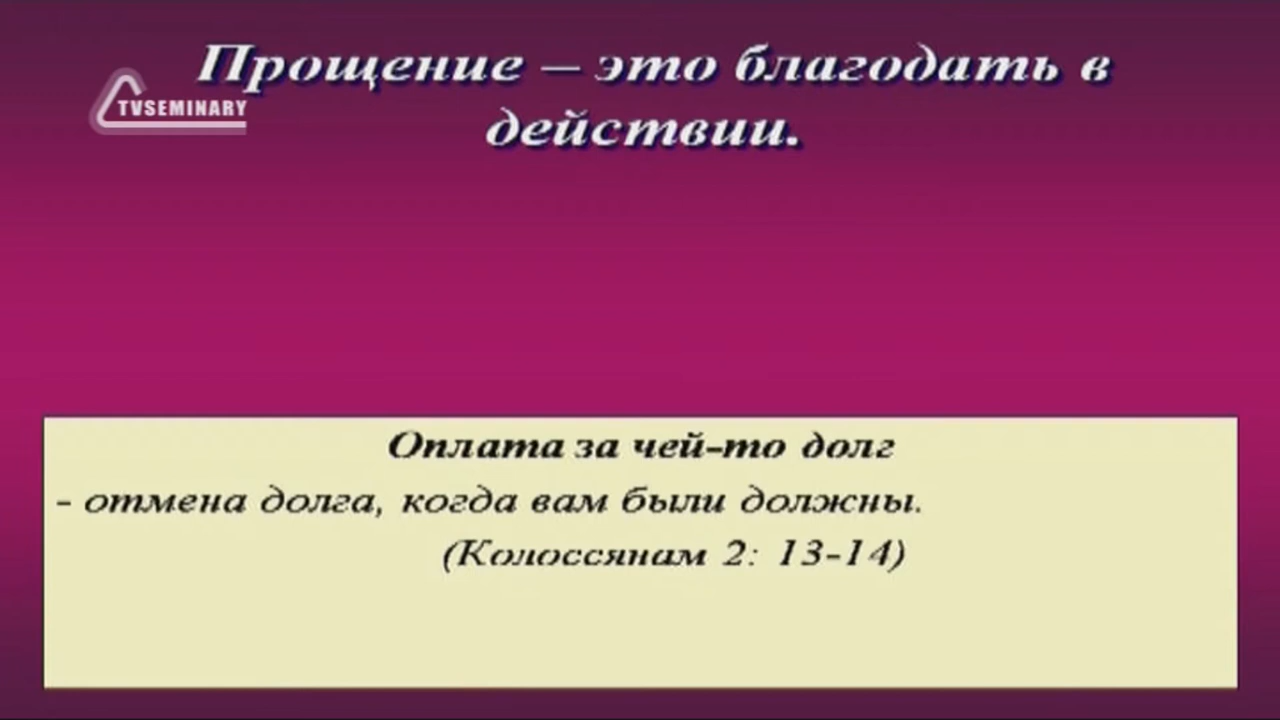 Прощение – это благодать в
действии.
TVSEMINARY
Оплата за чей-то долг
- отмена долга, когда вам были должны.
(Колоссянам 2: 13-14)